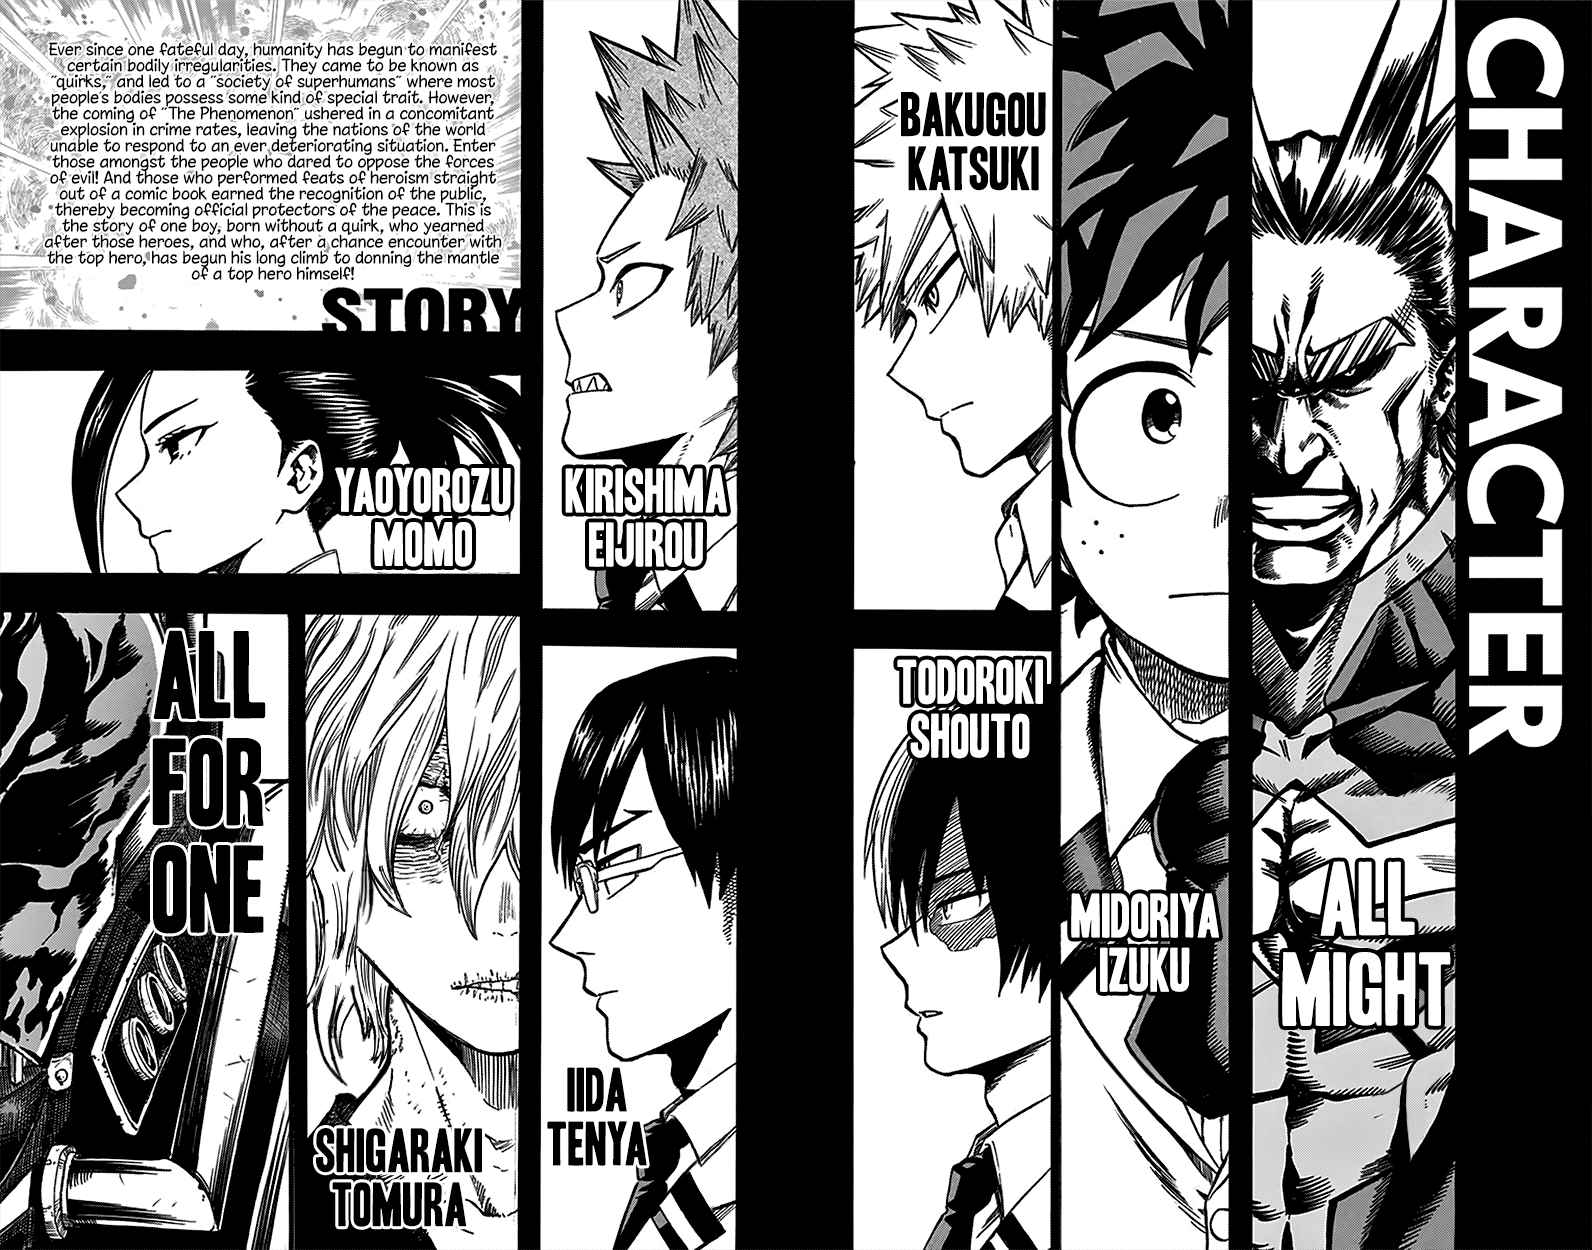 CHARACTER
ALL
MIGHT
MIDORIYA
IZUKU
BAKUGOU
KATSUKI
TODOROKI
SHOUTO
KIRISHIMA
EIJIROU
IIDA
TENYA
Ever since one fateful day, humanity has begun to manifest
certain bodily irregularities. They came to be known as
"quirks," and led to a "society of superhumans" where most
people's bodies possess some kind of special trait. However,
the coming of "The Phenomenon" ushered in a concomitant
explosion in crime rates, leaving the nations of the world
unable to respond to an ever deteriorating situation. Enter
those amongst the people who dared to oppose the forces
of evil! And those who performed feats of heroism straight
out of a comic book earned the recognition of the public,
thereby becoming official protectors of the peace. This is
the story of one boy, born without a quirk, who yearned
after those heroes, and who, after a chance encounter with
the top hero, has begun his long climb to donning the mantle
of a top hero himself!
STORY
YAOYOROZU
MOMO
SHIGARAKI
TOMURA
ALL
FOR
ONE